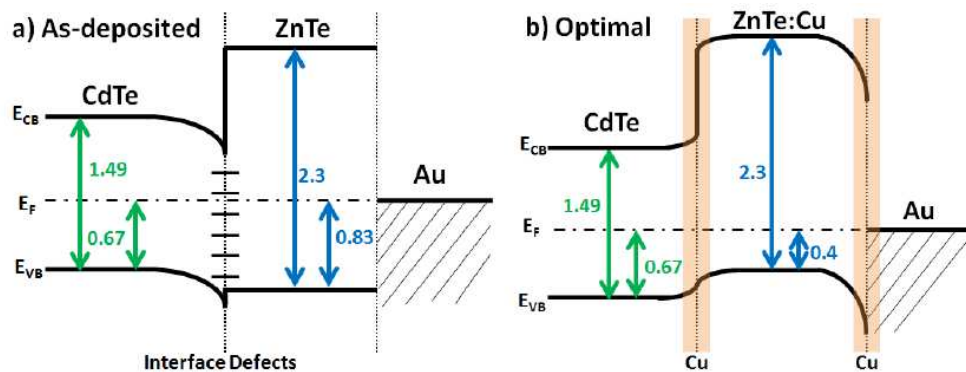 a) As-deposited
ZnTe
CdTe
E_CB
1.49
2.3
Au
E_F
0.67
0.83
E_VB
Interface Defects
b) Optimal
ZnTe:Cu
CdTe
E_CB
2.3
1.49
Au
E_F
0.67
0.4
E_VB
Cu
Cu